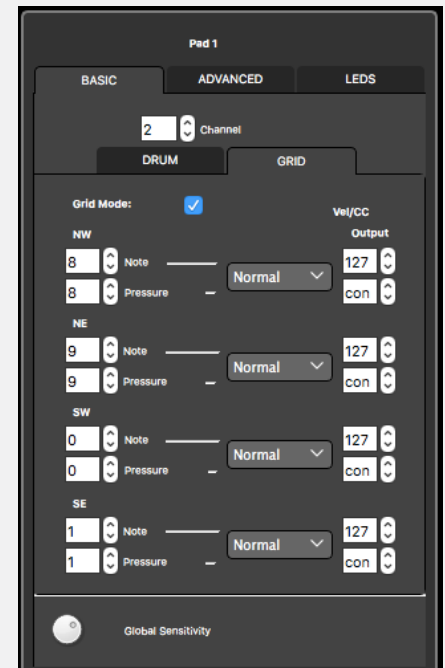 Pad 1
BASIC ADVANCED LEDS
2 Channel
DRUM GRID
Grid Mode: Vel/CC
NW Output
8 Note Normal 127
8 Pressure con
NE
9 Note Normal 127
9 Pressure con
SW
0 Note Normal 127
0 Pressure con
SE
1 Note Normal 127
1 Pressure con
Global Sensitivity